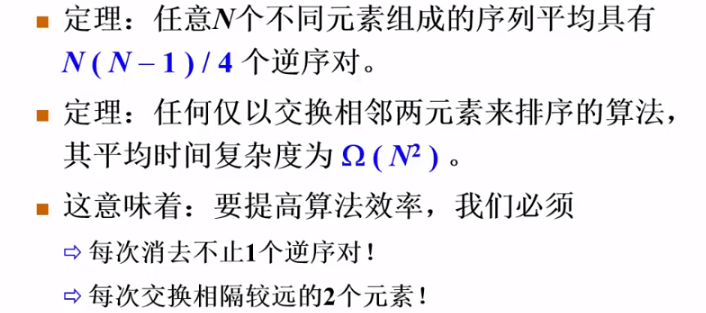 定理：任意N个不同元素组成的序列平均具有
N ( N – 1 ) / 4 个逆序对。
定理：任何仅以交换相邻两元素来排序的算法，
其平均时间复杂度为 Ω ( N² ) 。
这意味着：要提高算法效率，我们必须
⇨ 每次消去不止1个逆序对！
⇨ 每次交换相隔较远的2个元素！